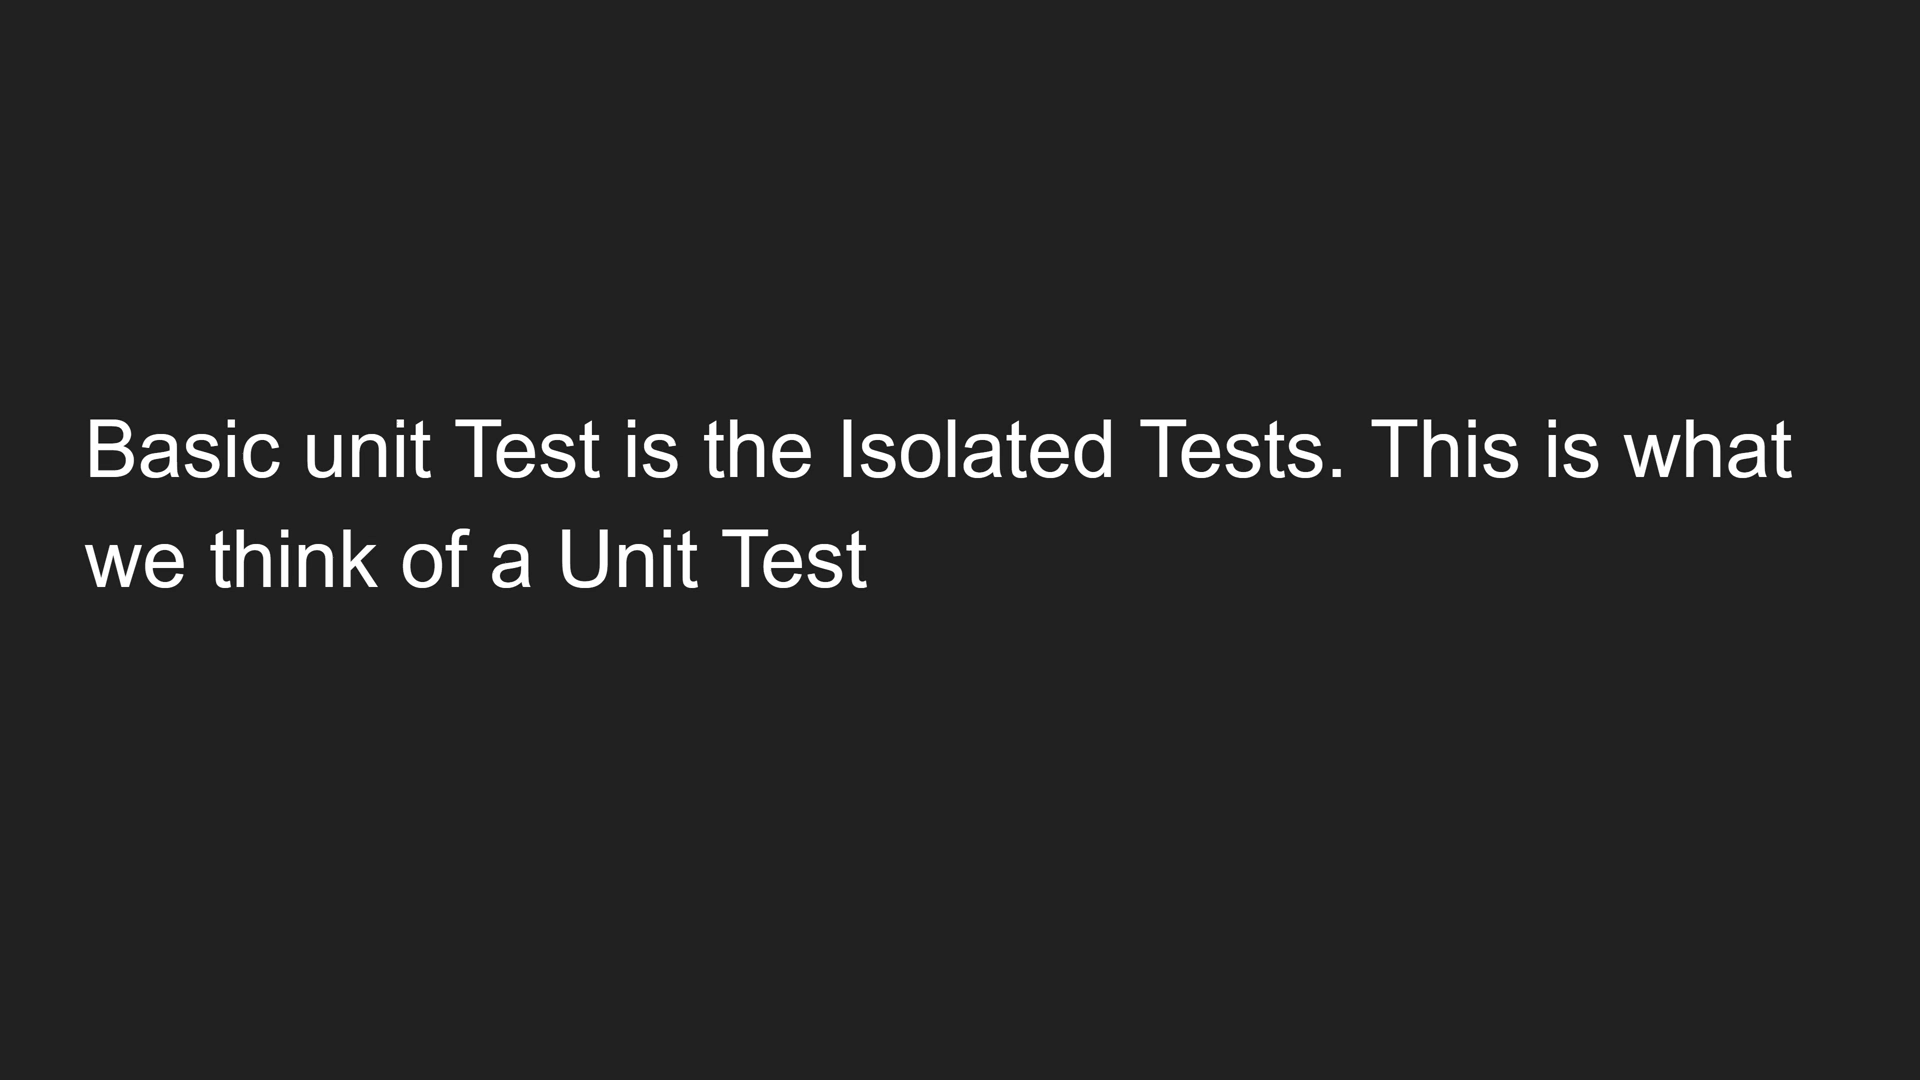 Basic unit Test is the Isolated Tests. This is what
we think of a Unit Test